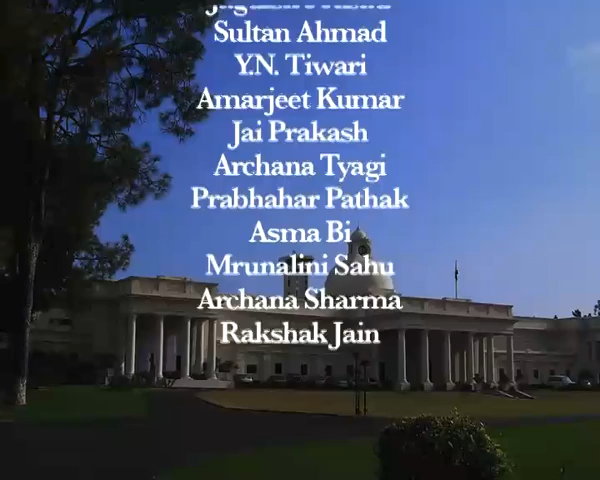 Sultan Ahmad
Y.N. Tiwari
Amarjeet Kumar
Jai Prakash
Archana Tyagi
Prabhahar Pathak
Asma Bi
Mrunalini Sahu
Archana Sharma
Rakshak Jain